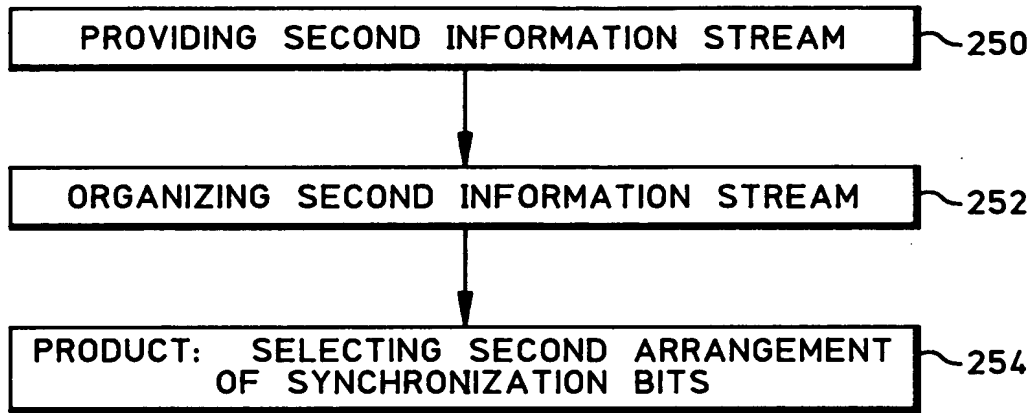 PROVIDING SECOND INFORMATION STREAM 250
ORGANIZING SECOND INFORMATION STREAM 252
PRODUCT: SELECTING SECOND ARRANGEMENT
OF SYNCHRONIZATION BITS 254